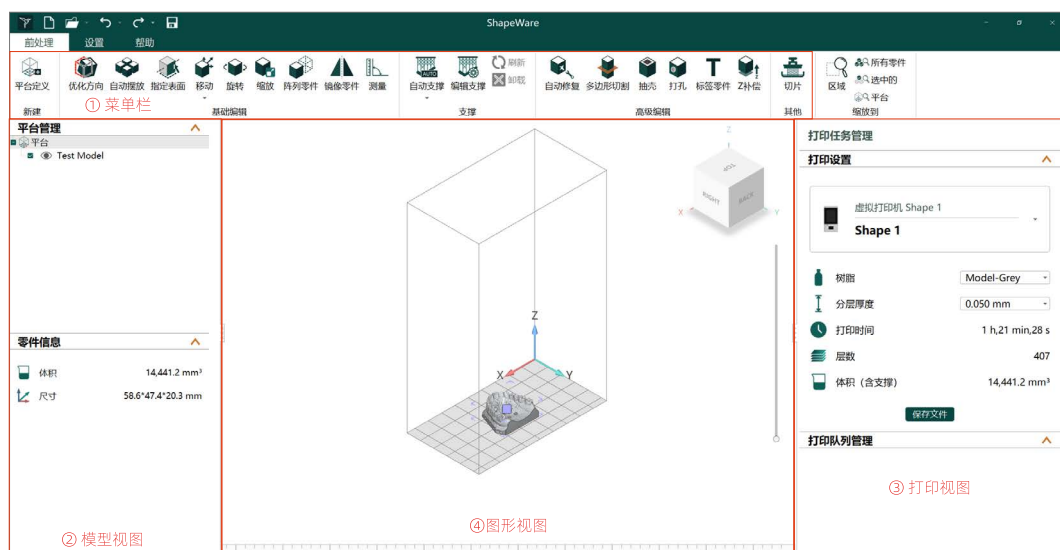 ShapeWare
前处理 设置 帮助
平台定义 优化方向 自动摆放 指定表面 移动 旋转 缩放 阵列零件 镜像零件 测量 自动支撑 编辑支撑 刷新 卸载 自动修复 多边形切割 抽壳 打孔 标签零件 Z补偿 切片 区域 所有零件 选中的 平台
AUTO
① 菜单栏
新建 基础编辑 支撑 高级编辑 其他 缩放到
平台管理
平台
Test Model
零件信息
体积 14,441.2 mm³
尺寸 58.6*47.4*20.3 mm
② 模型视图
Z
TOP
RIGHT BACK
X Y
Z
X Y
④图形视图
打印任务管理
打印设置
虚拟打印机 Shape 1
Shape 1
树脂 Model-Grey
分层厚度 0.050 mm
打印时间 1 h,21 min,28 s
层数 407
体积（含支撑） 14,441.2 mm³
保存文件
打印队列管理
③ 打印视图